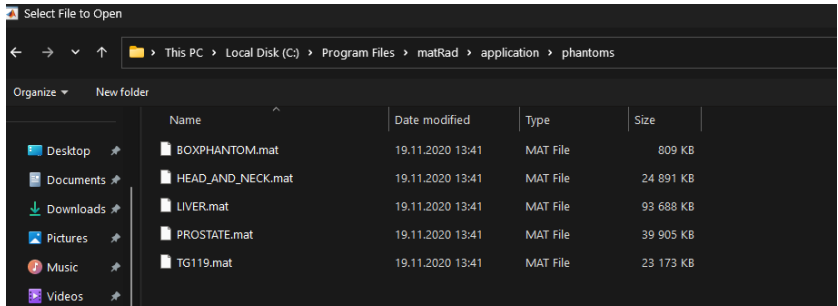 Select File to Open
This PC > Local Disk (C:) > Program Files > matRad > application > phantoms
Organize New folder
Name Date modified Type Size
Desktop BOXPHANTOM.mat 19.11.2020 13:41 MAT File 809 KB
Documents HEAD_AND_NECK.mat 19.11.2020 13:41 MAT File 24 891 KB
Downloads LIVER.mat 19.11.2020 13:41 MAT File 93 688 KB
Pictures PROSTATE.mat 19.11.2020 13:41 MAT File 39 905 KB
Music TG119.mat 19.11.2020 13:41 MAT File 23 173 KB
Videos